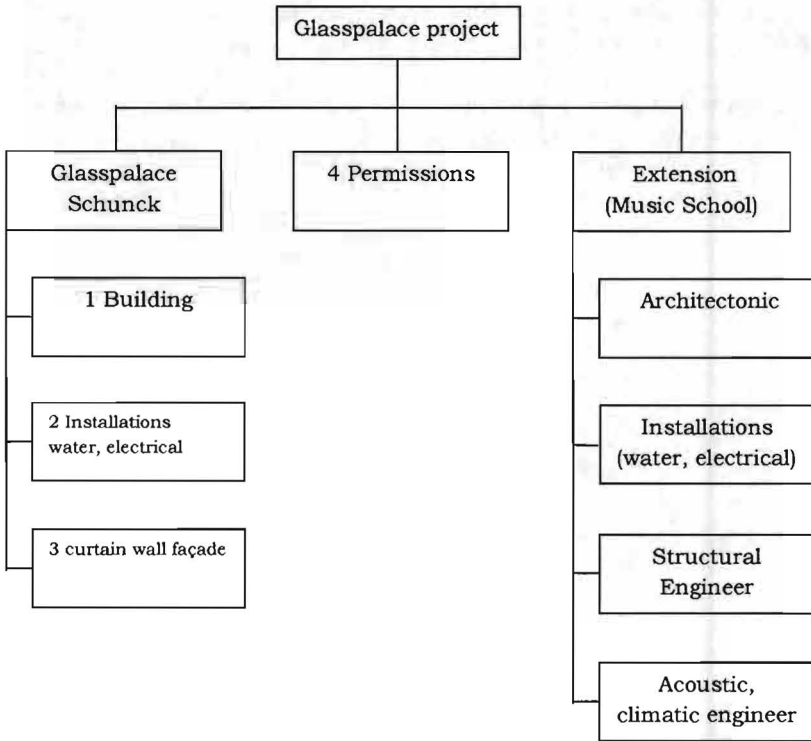 Glasspalace project
Glasspalace
Schunck
4 Permissions
Extension
(Music School)
1 Building
2 Installations
water, electrical
3 curtain wall façade
Architectonic
Installations
(water, electrical)
Structural
Engineer
Acoustic,
climatic engineer